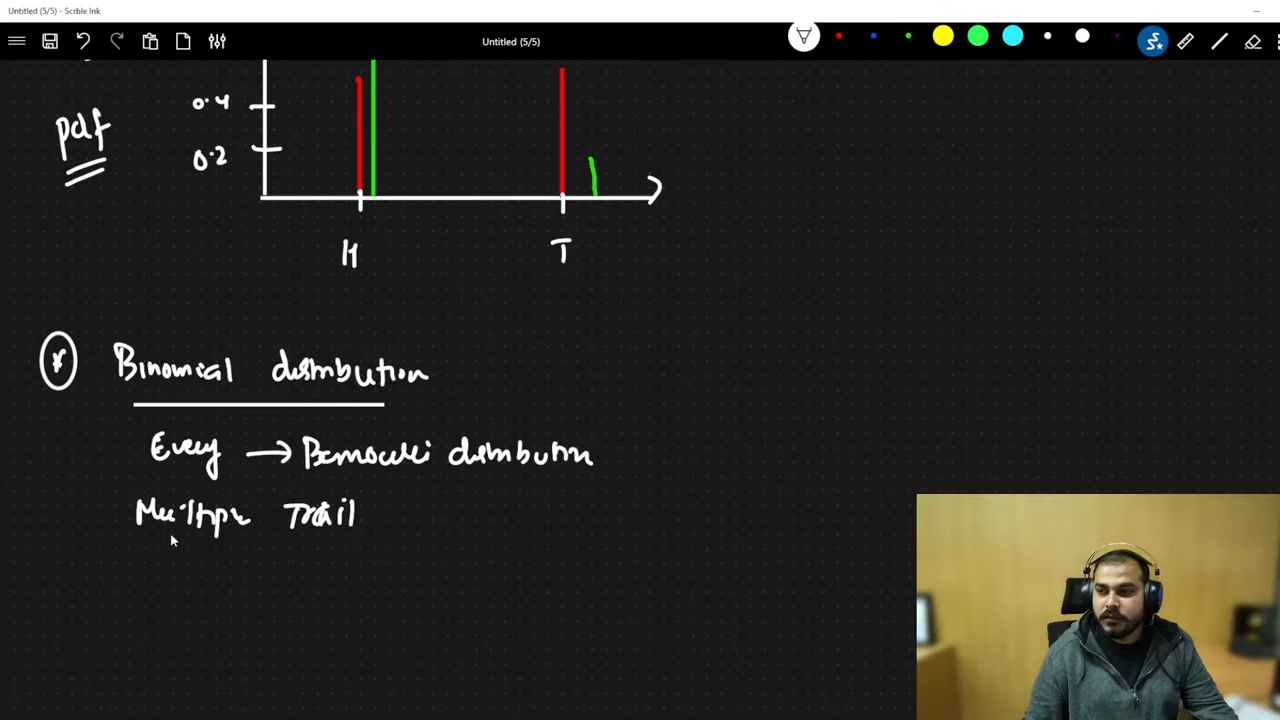 Untitled (5/5) - Scrble Ink
Untitled (5/5)
0.4
pdf
0.2
H T
* Binomial distribution
Every → Bernoulli distribution
Multiple Trail